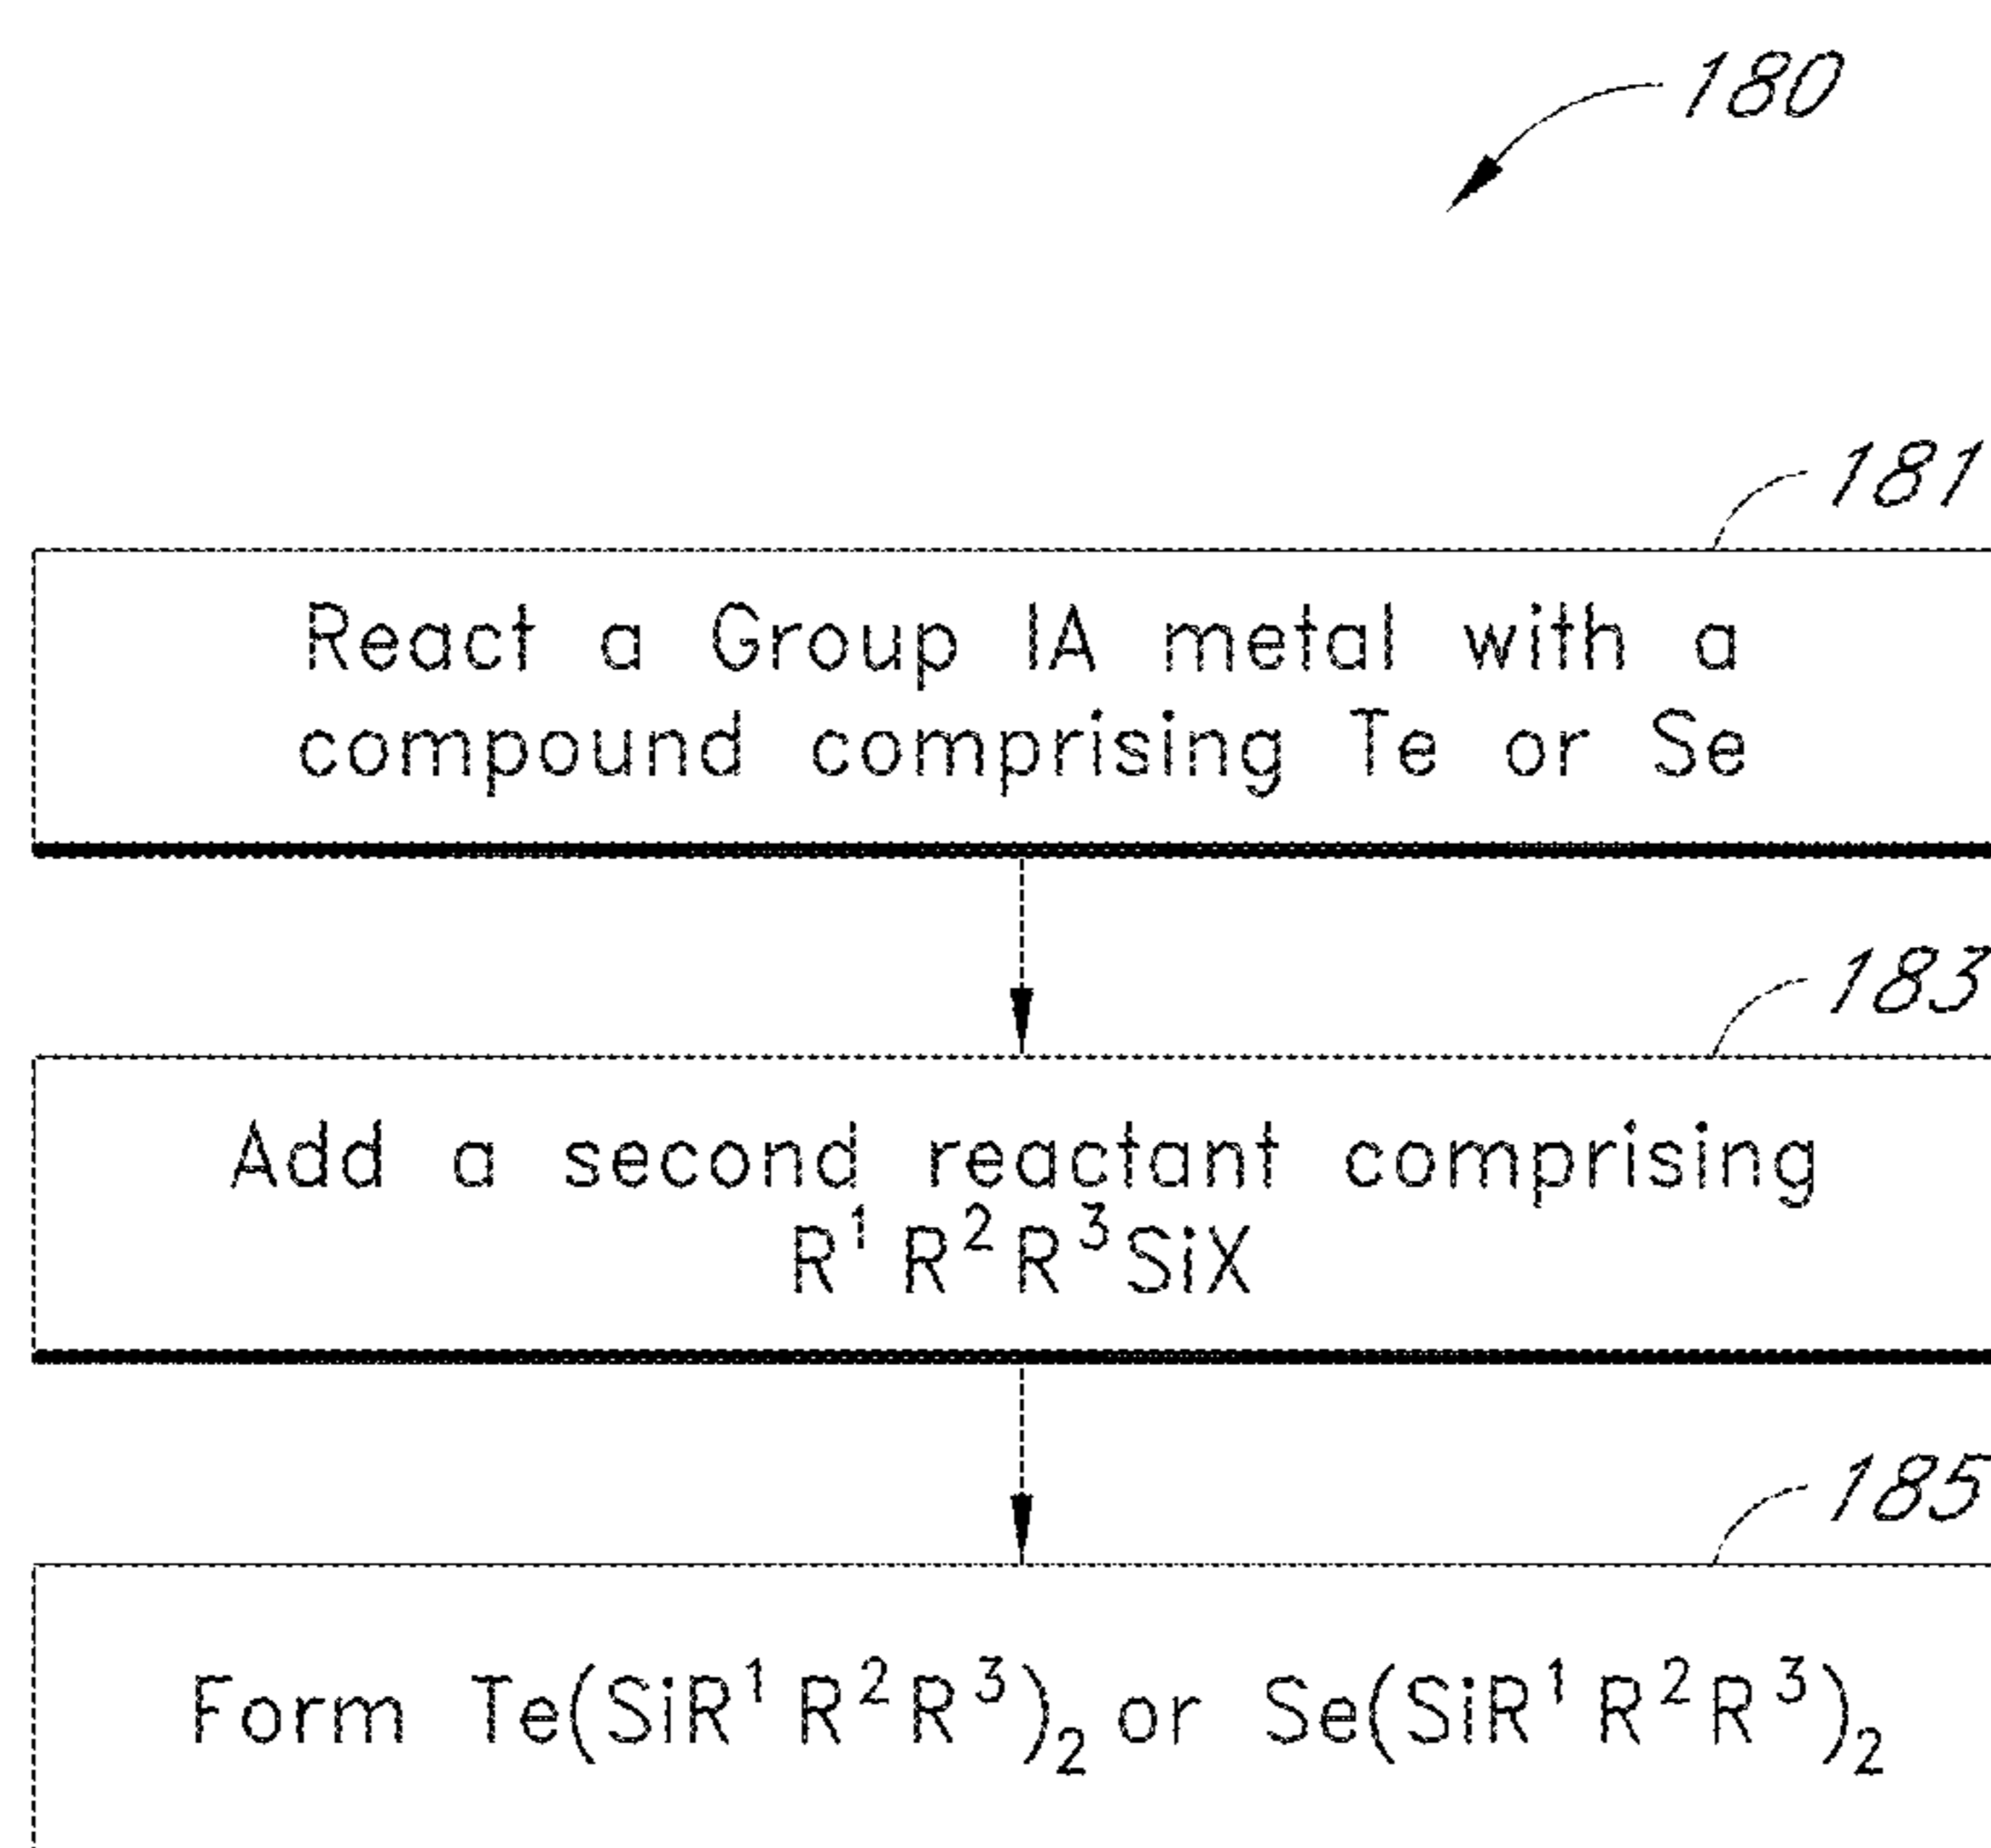 180
181
React a Group IA metal with a
compound comprising Te or Se
183
Add a second reactant comprising
R¹R²R³SiX
185
Form Te(SiR¹R²R³)₂ or Se(SiR¹R²R³)₂